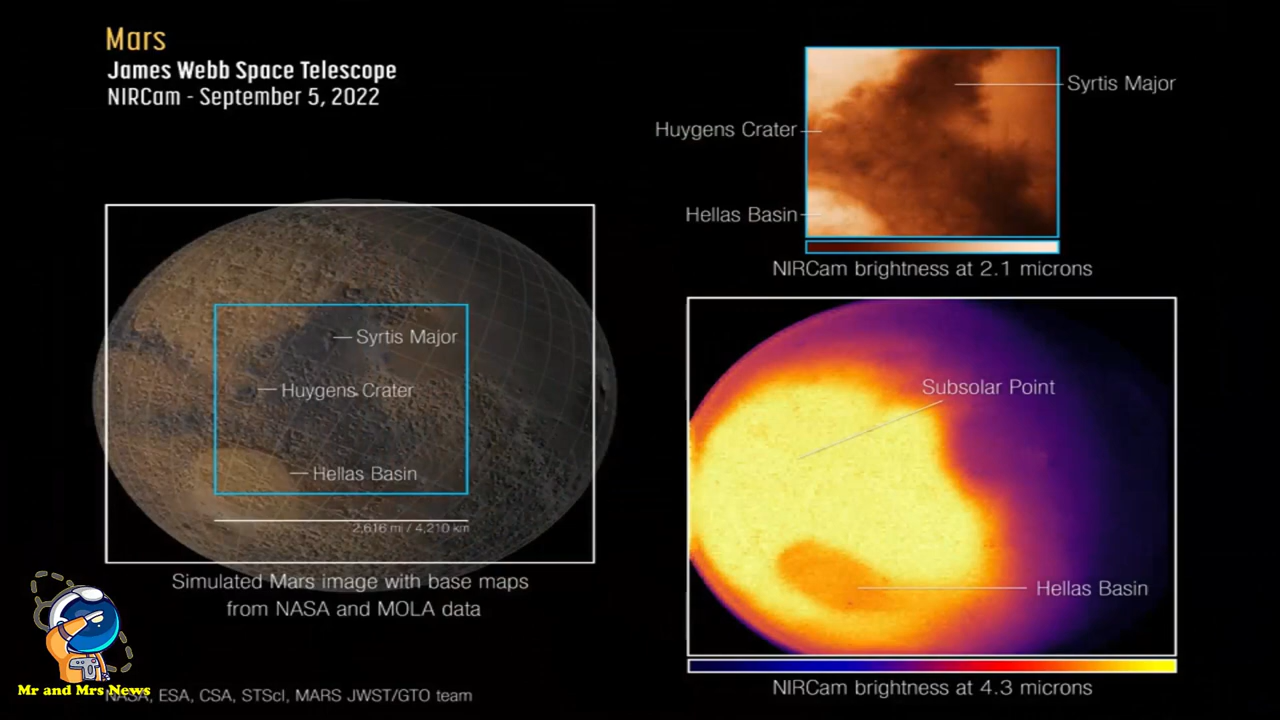 Mars
James Webb Space Telescope
NIRCam - September 5, 2022
Syrtis Major
Huygens Crater
Hellas Basin
2,616 mi / 4,210 km
Simulated Mars image with base maps
from NASA and MOLA data
Syrtis Major
Huygens Crater
Hellas Basin
NIRCam brightness at 2.1 microns
Subsolar Point
Hellas Basin
NIRCam brightness at 4.3 microns
Mr and Mrs News
NASA, ESA, CSA, STScI, MARS JWST/GTO team